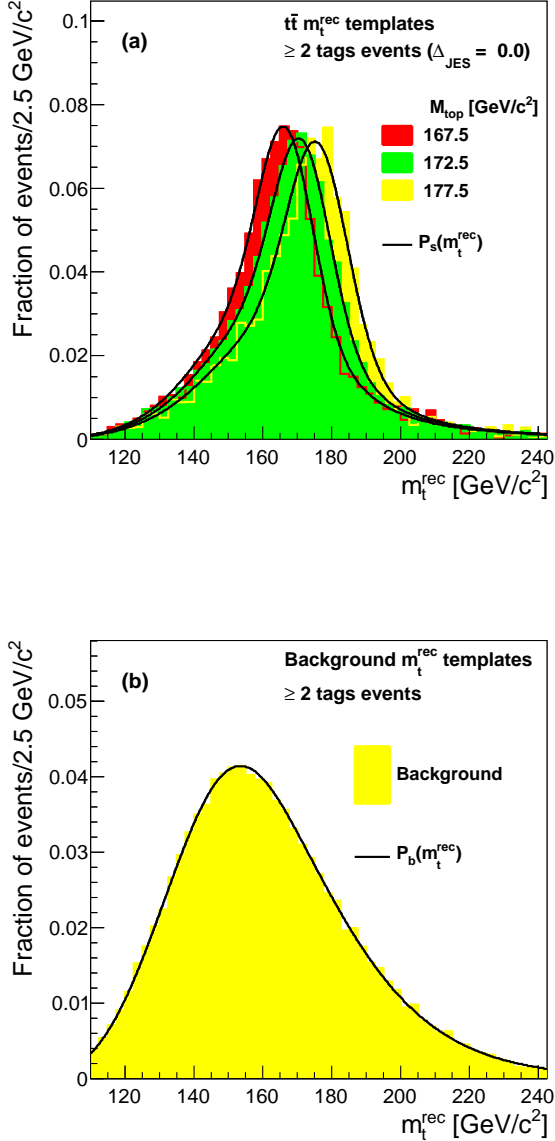 Fraction of events/2.5 GeV/c²
0.1
0.08
0.06
0.04
0.02
0
(a)
tt̄ m_t^rec templates
≥ 2 tags events (Δ_JES = 0.0)
M_top [GeV/c²]
167.5
172.5
177.5
P_s(m_t^rec)
120 140 160 180 200 220 240
m_t^rec [GeV/c²]
Fraction of events/2.5 GeV/c²
0.05
0.04
0.03
0.02
0.01
0
(b)
Background m_t^rec templates
≥ 2 tags events
Background
P_b(m_t^rec)
120 140 160 180 200 220 240
m_t^rec [GeV/c²]